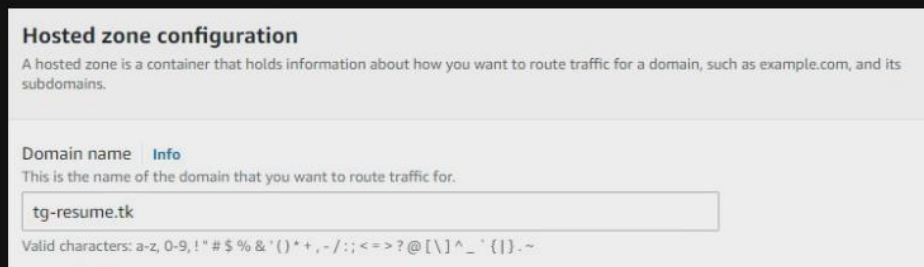 Hosted zone configuration
A hosted zone is a container that holds information about how you want to route traffic for a domain, such as example.com, and its
subdomains.
Domain name Info
This is the name of the domain that you want to route traffic for.
tg-resume.tk
Valid characters: a-z, 0-9, ! " # $ % & ' ( ) * + , - / : ; < = > ? @ [ \ ] ^ _ ` { | } . ~